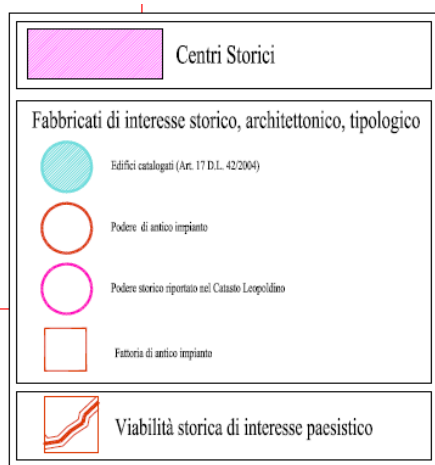 Centri Storici
Fabbricati di interesse storico, architettonico, tipologico
Edifici catalogati (Art. 17 D.L. 42/2004)
Podere di antico impianto
Podere storico riportato nel Catasto Leopoldino
Fattoria di antico impianto
Viabilità storica di interesse paesistico